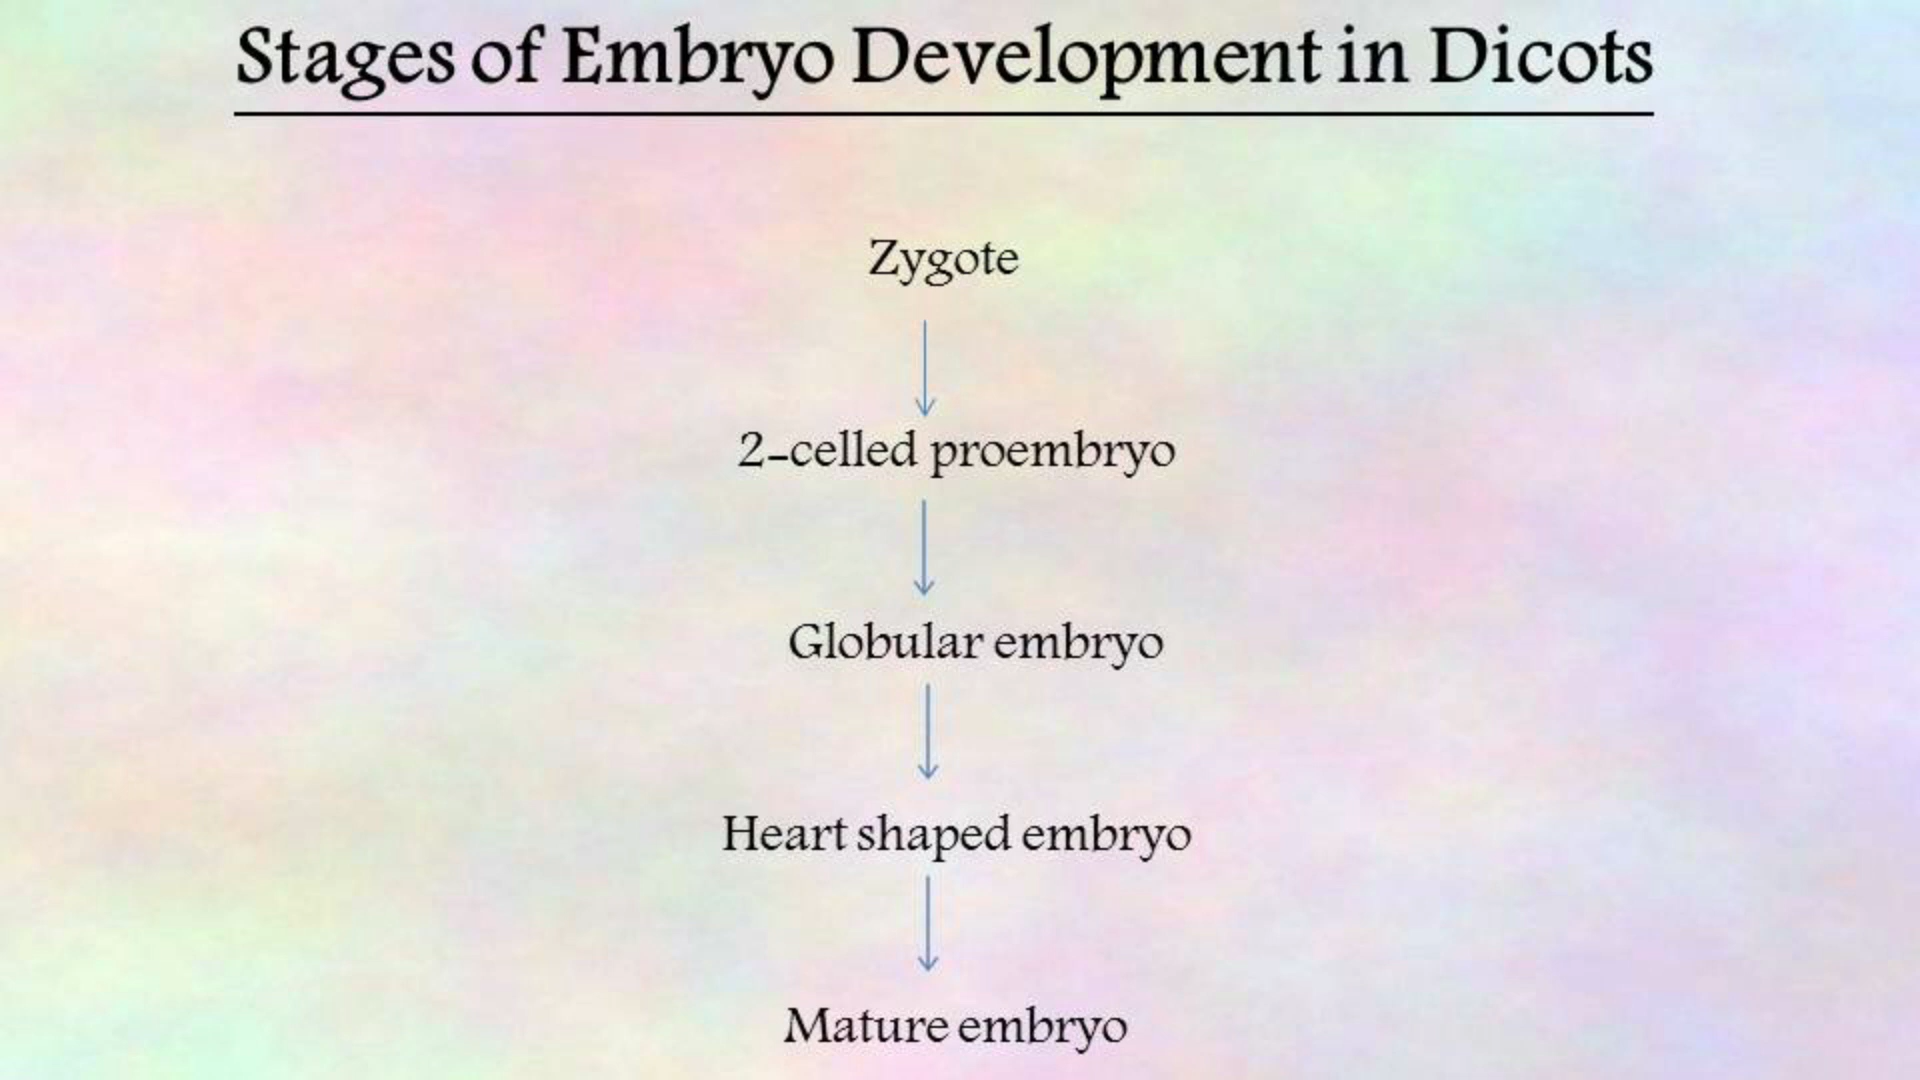 Stages of Embryo Development in Dicots
Zygote
2-celled proembryo
Globular embryo
Heart shaped embryo
Mature embryo